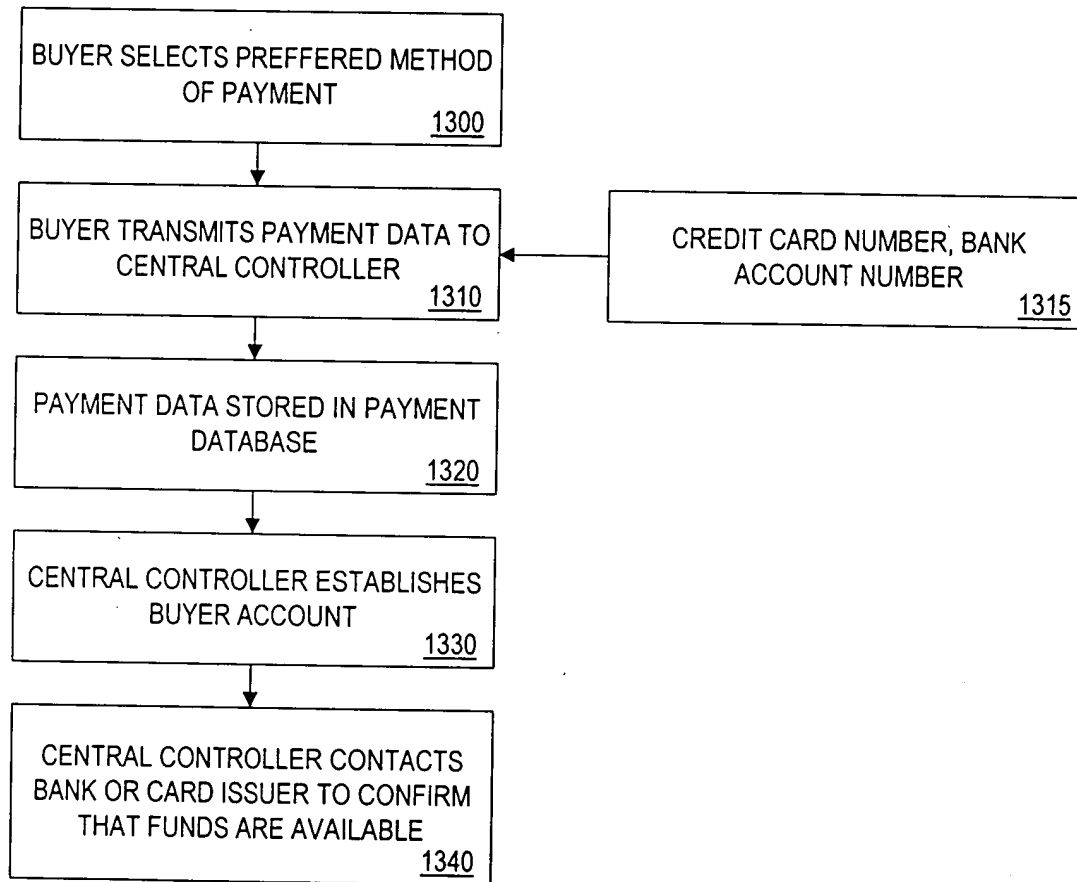 BUYER SELECTS PREFFERED METHOD
OF PAYMENT
1300
BUYER TRANSMITS PAYMENT DATA TO
CENTRAL CONTROLLER
1310
CREDIT CARD NUMBER, BANK
ACCOUNT NUMBER
1315
PAYMENT DATA STORED IN PAYMENT
DATABASE
1320
CENTRAL CONTROLLER ESTABLISHES
BUYER ACCOUNT
1330
CENTRAL CONTROLLER CONTACTS
BANK OR CARD ISSUER TO CONFIRM
THAT FUNDS ARE AVAILABLE
1340